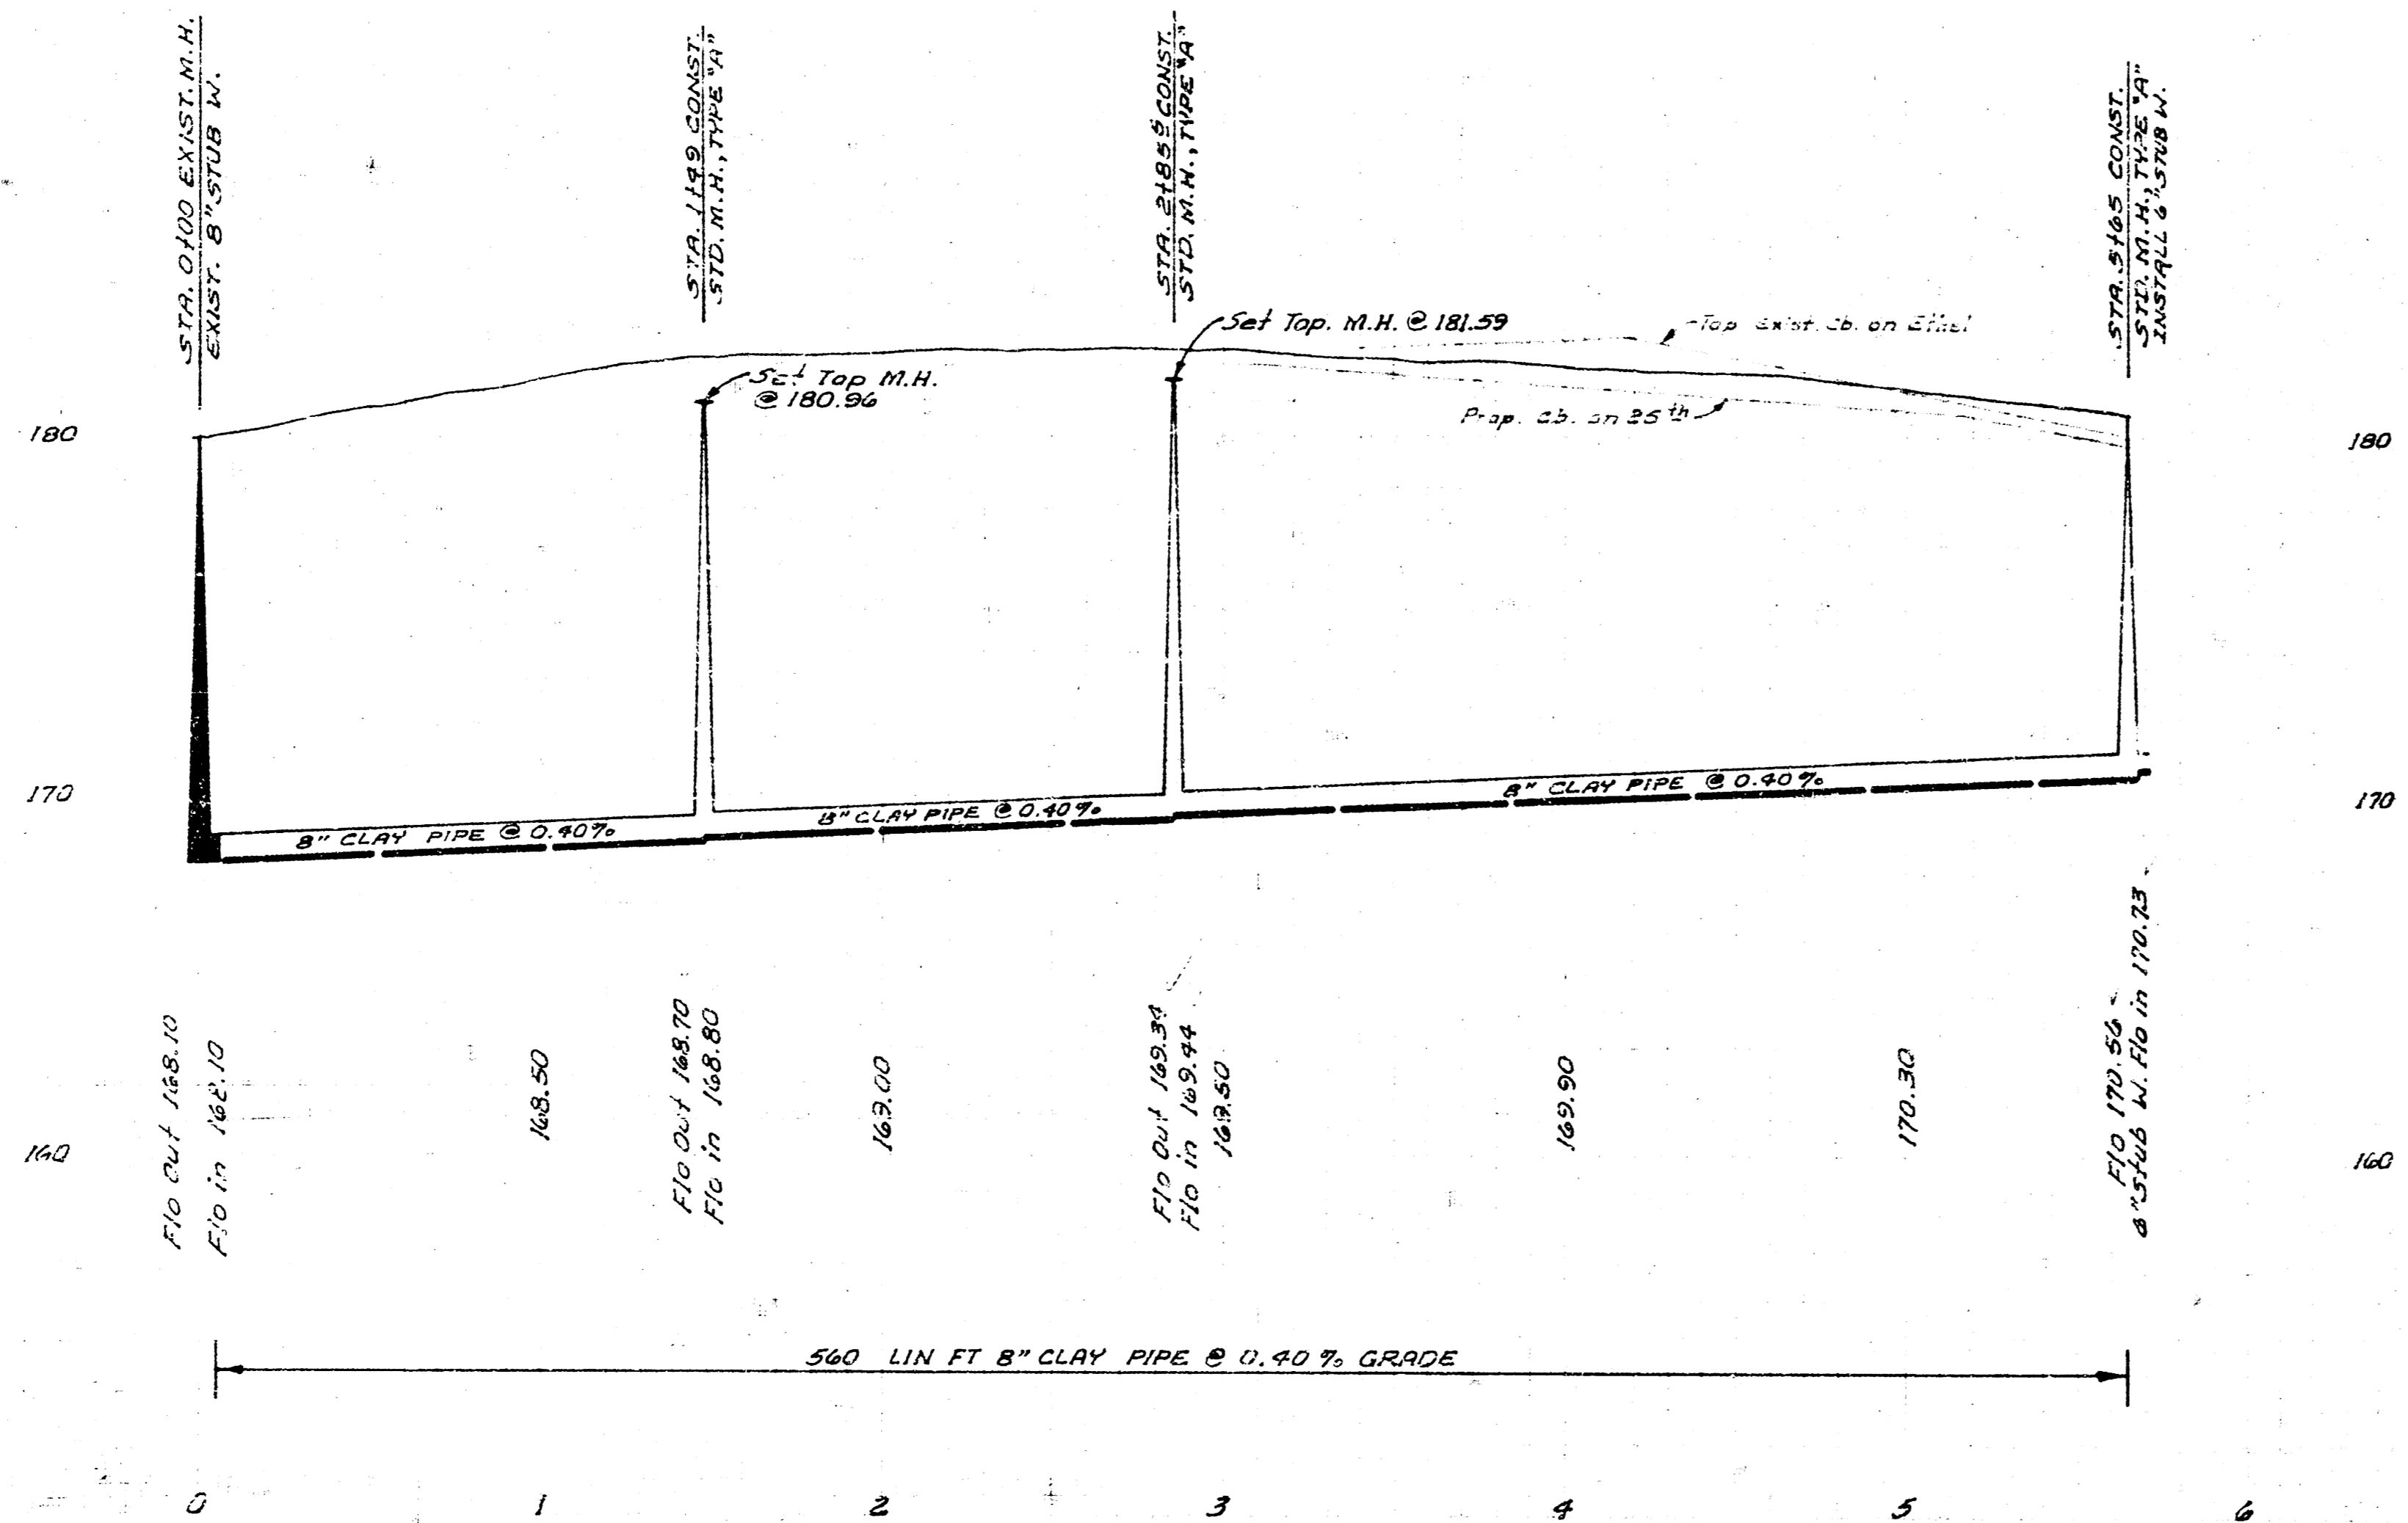 STA. 0+00 EXIST. M.H.
EXIST. 8" STUB W.
STA. 1+49 CONST.
STD. M.H., TYPE "A"
STA. 2+85⁵ CONST.
STD. M.H., TYPE "A"
STA. 5+65 CONST.
STD. M.H., TYPE "A"
INSTALL 6" STUB W.
Set Top. M.H. @ 181.59
Top Exist. Cb. on Ethel
Set Top M.H.
@ 180.96
Prop. Cb. on 25th
180
180
170
170
8" CLAY PIPE @ 0.40%
8" CLAY PIPE @ 0.40%
8" CLAY PIPE @ 0.40%
Flo Out 168.10
Flo in 168.10
168.50
Flo Out 168.70
Flo in 168.80
169.00
Flo Out 169.34
Flo in 169.44
169.50
169.90
170.30
Flo 170.56
Stub W. Flo in 170.73
160
160
560 LIN FT 8" CLAY PIPE @ 0.40% GRADE
0 1 2 3 4 5 6